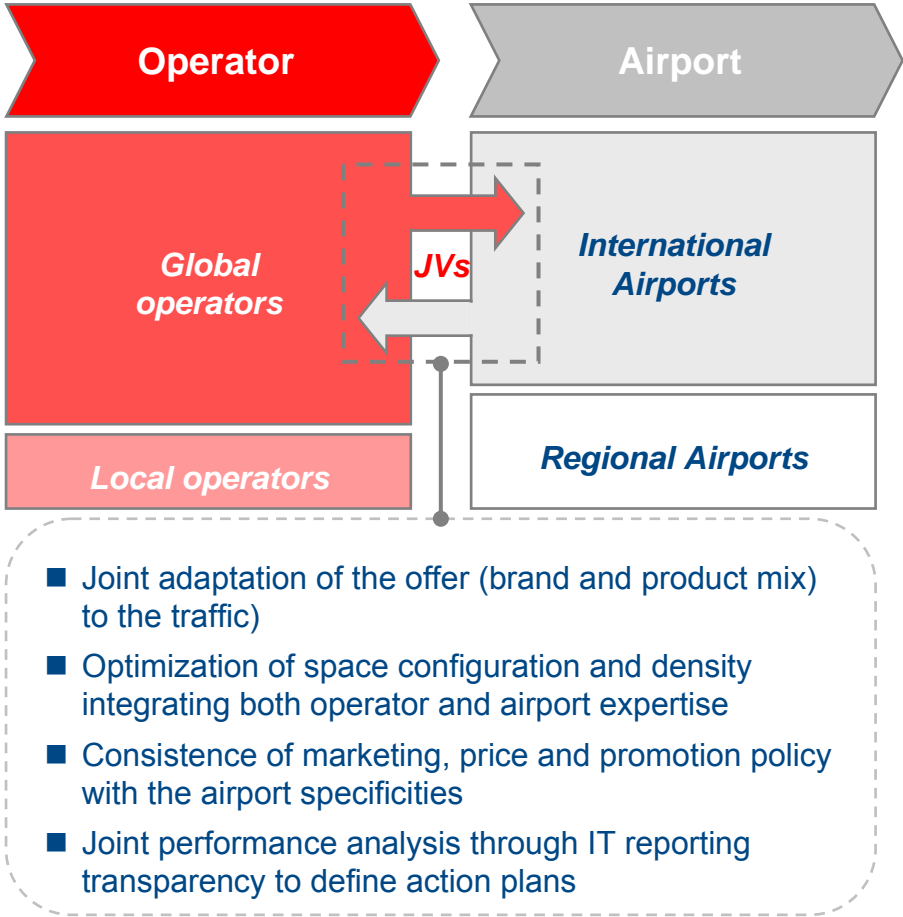 Operator
Airport
Global
operators
JVs
International
Airports
Local operators
Regional Airports
■ Joint adaptation of the offer (brand and product mix)
to the traffic)
■ Optimization of space configuration and density
integrating both operator and airport expertise
■ Consistence of marketing, price and promotion policy
with the airport specificities
■ Joint performance analysis through IT reporting
transparency to define action plans